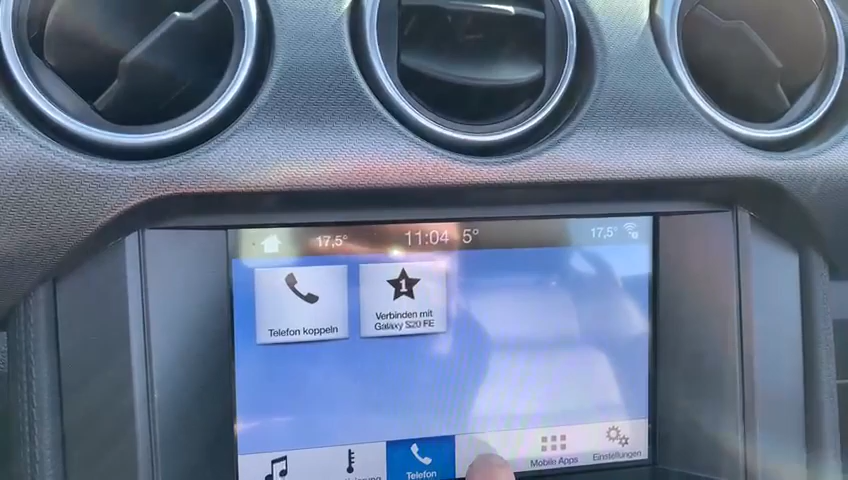 17,5° 11:04 5° 17,5°
Telefon koppeln
1
Verbinden mit
Galaxy S20 FE
Telefon
Mobile Apps
Einstellungen